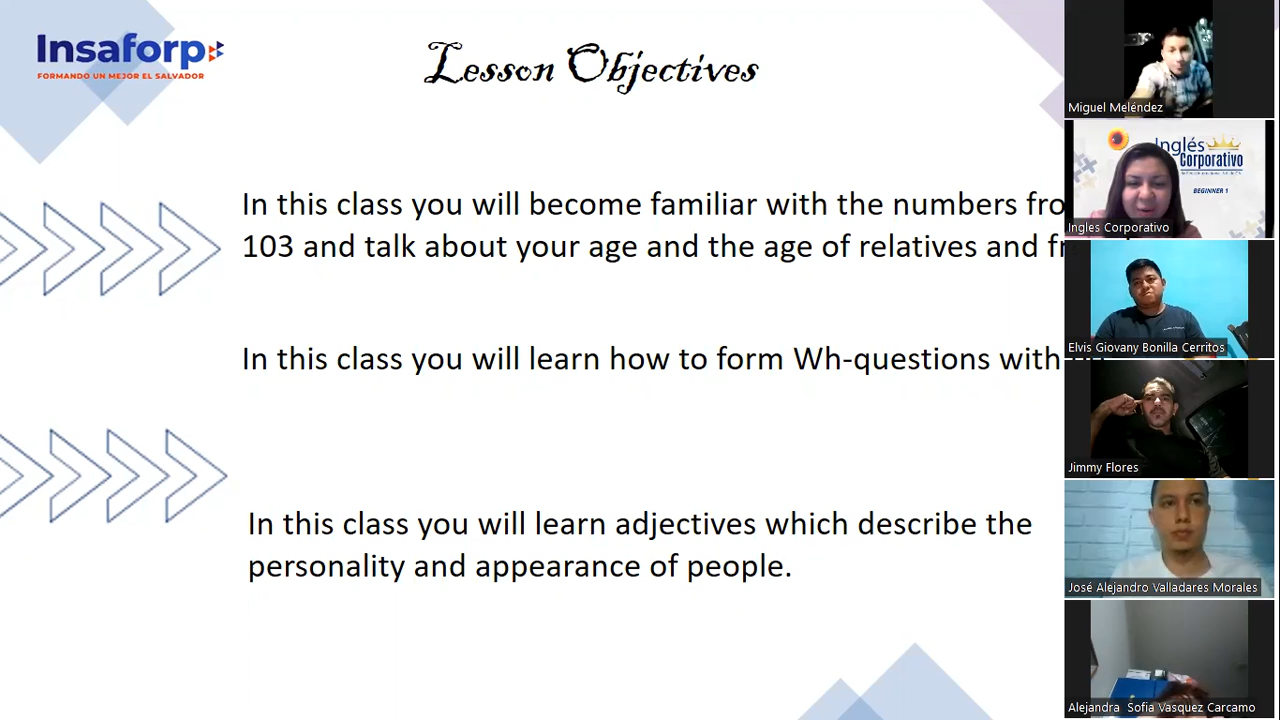 Insaforp
FORMANDO UN MEJOR EL SALVADOR
Lesson Objectives
In this class you will become familiar with the numbers
103 and talk about your age and the age of relatives and
In this class you will learn how to form Wh-questions with
In this class you will learn adjectives which describe the
personality and appearance of people.
Miguel Meléndez
Inglés
Corporativo
BEGINNER 1
Ingles Corporativo
Elvis Giovany Bonilla Cerritos
Jimmy Flores
José Alejandro Valladares Morales
Alejandra Sofia Vasquez Carcamo